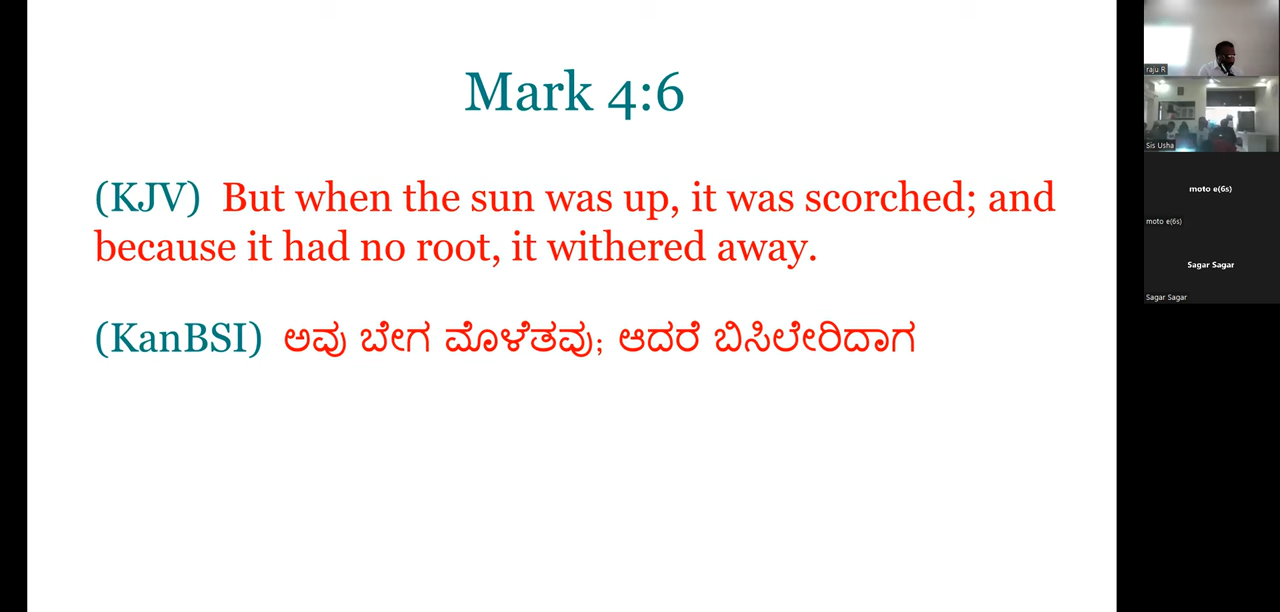 Mark 4:6
(KJV) But when the sun was up, it was scorched; and
because it had no root, it withered away.
(KanBSI) ಅವು ಬೇಗ ಮೊಳೆತವು; ಆದರೆ ಬಿಸಿಲೇರಿದಾಗ
raju R
Sis Usha
moto e(6s)
moto e(6s)
Sagar Sagar
Sagar Sagar